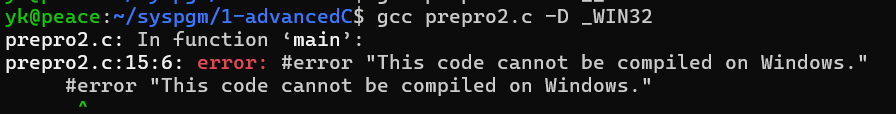 yk@peace:~/syspgm/1-advancedC$ gcc prepro2.c -D _WIN32
prepro2.c: In function ‘main’:
prepro2.c:15:6: error: #error "This code cannot be compiled on Windows."
#error "This code cannot be compiled on Windows."
^